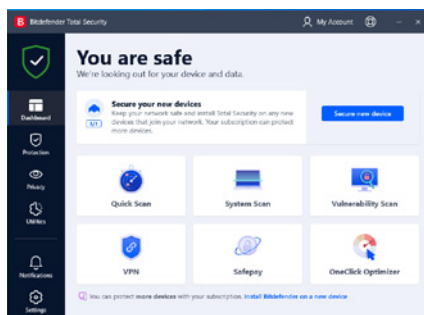 B Bitdefender Total Security
My Account
You are safe
We're looking out for your device and data.
Secure your new devices
Keep your network safe and install Total Security on any new
devices that join your network. Your subscription can protect
more devices.
1/1
Secure new device
Dashboard
Protection
Privacy
Utilities
Notifications
Settings
Quick Scan
System Scan
Vulnerability Scan
VPN
Safepay
OneClick Optimizer
You can protect more devices with your subscription. Install Bitdefender on a new device